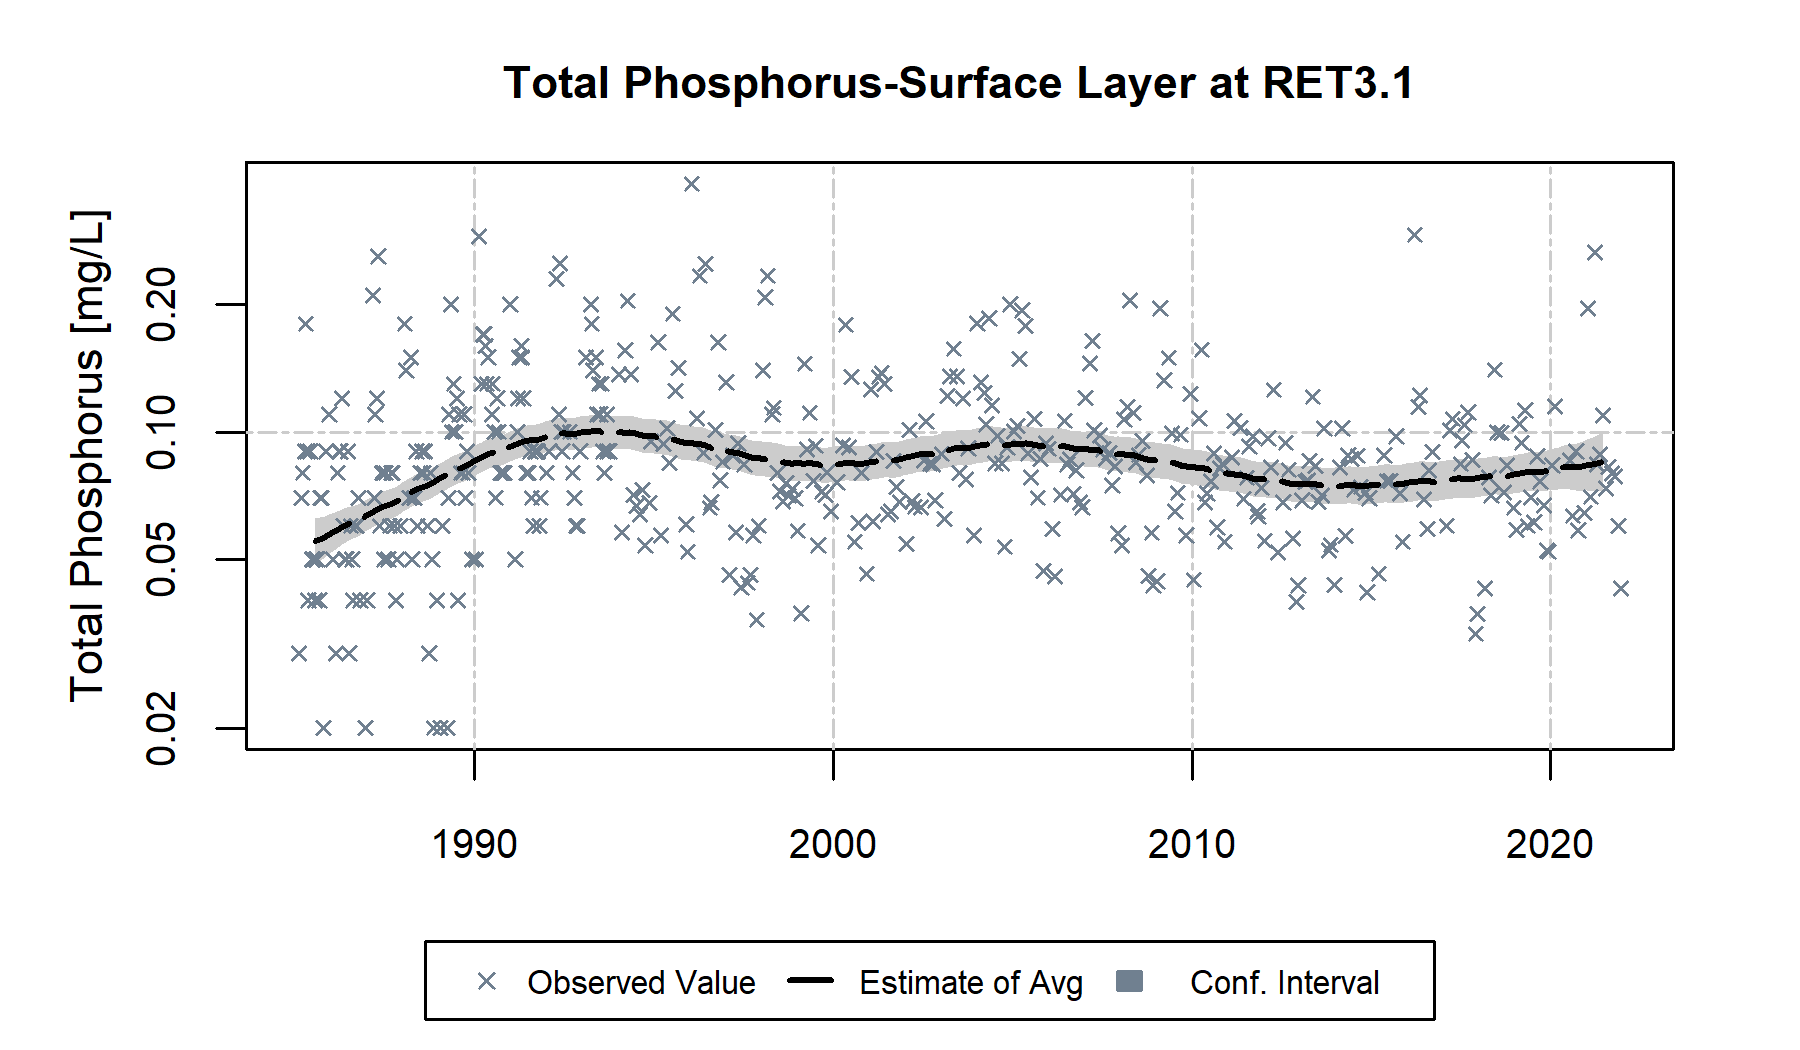 Total Phosphorus-Surface Layer at RET3.1
Total Phosphorus [mg/L]
0.20
0.10
0.05
0.02
1990 2000 2010 2020
Observed Value Estimate of Avg Conf. Interval